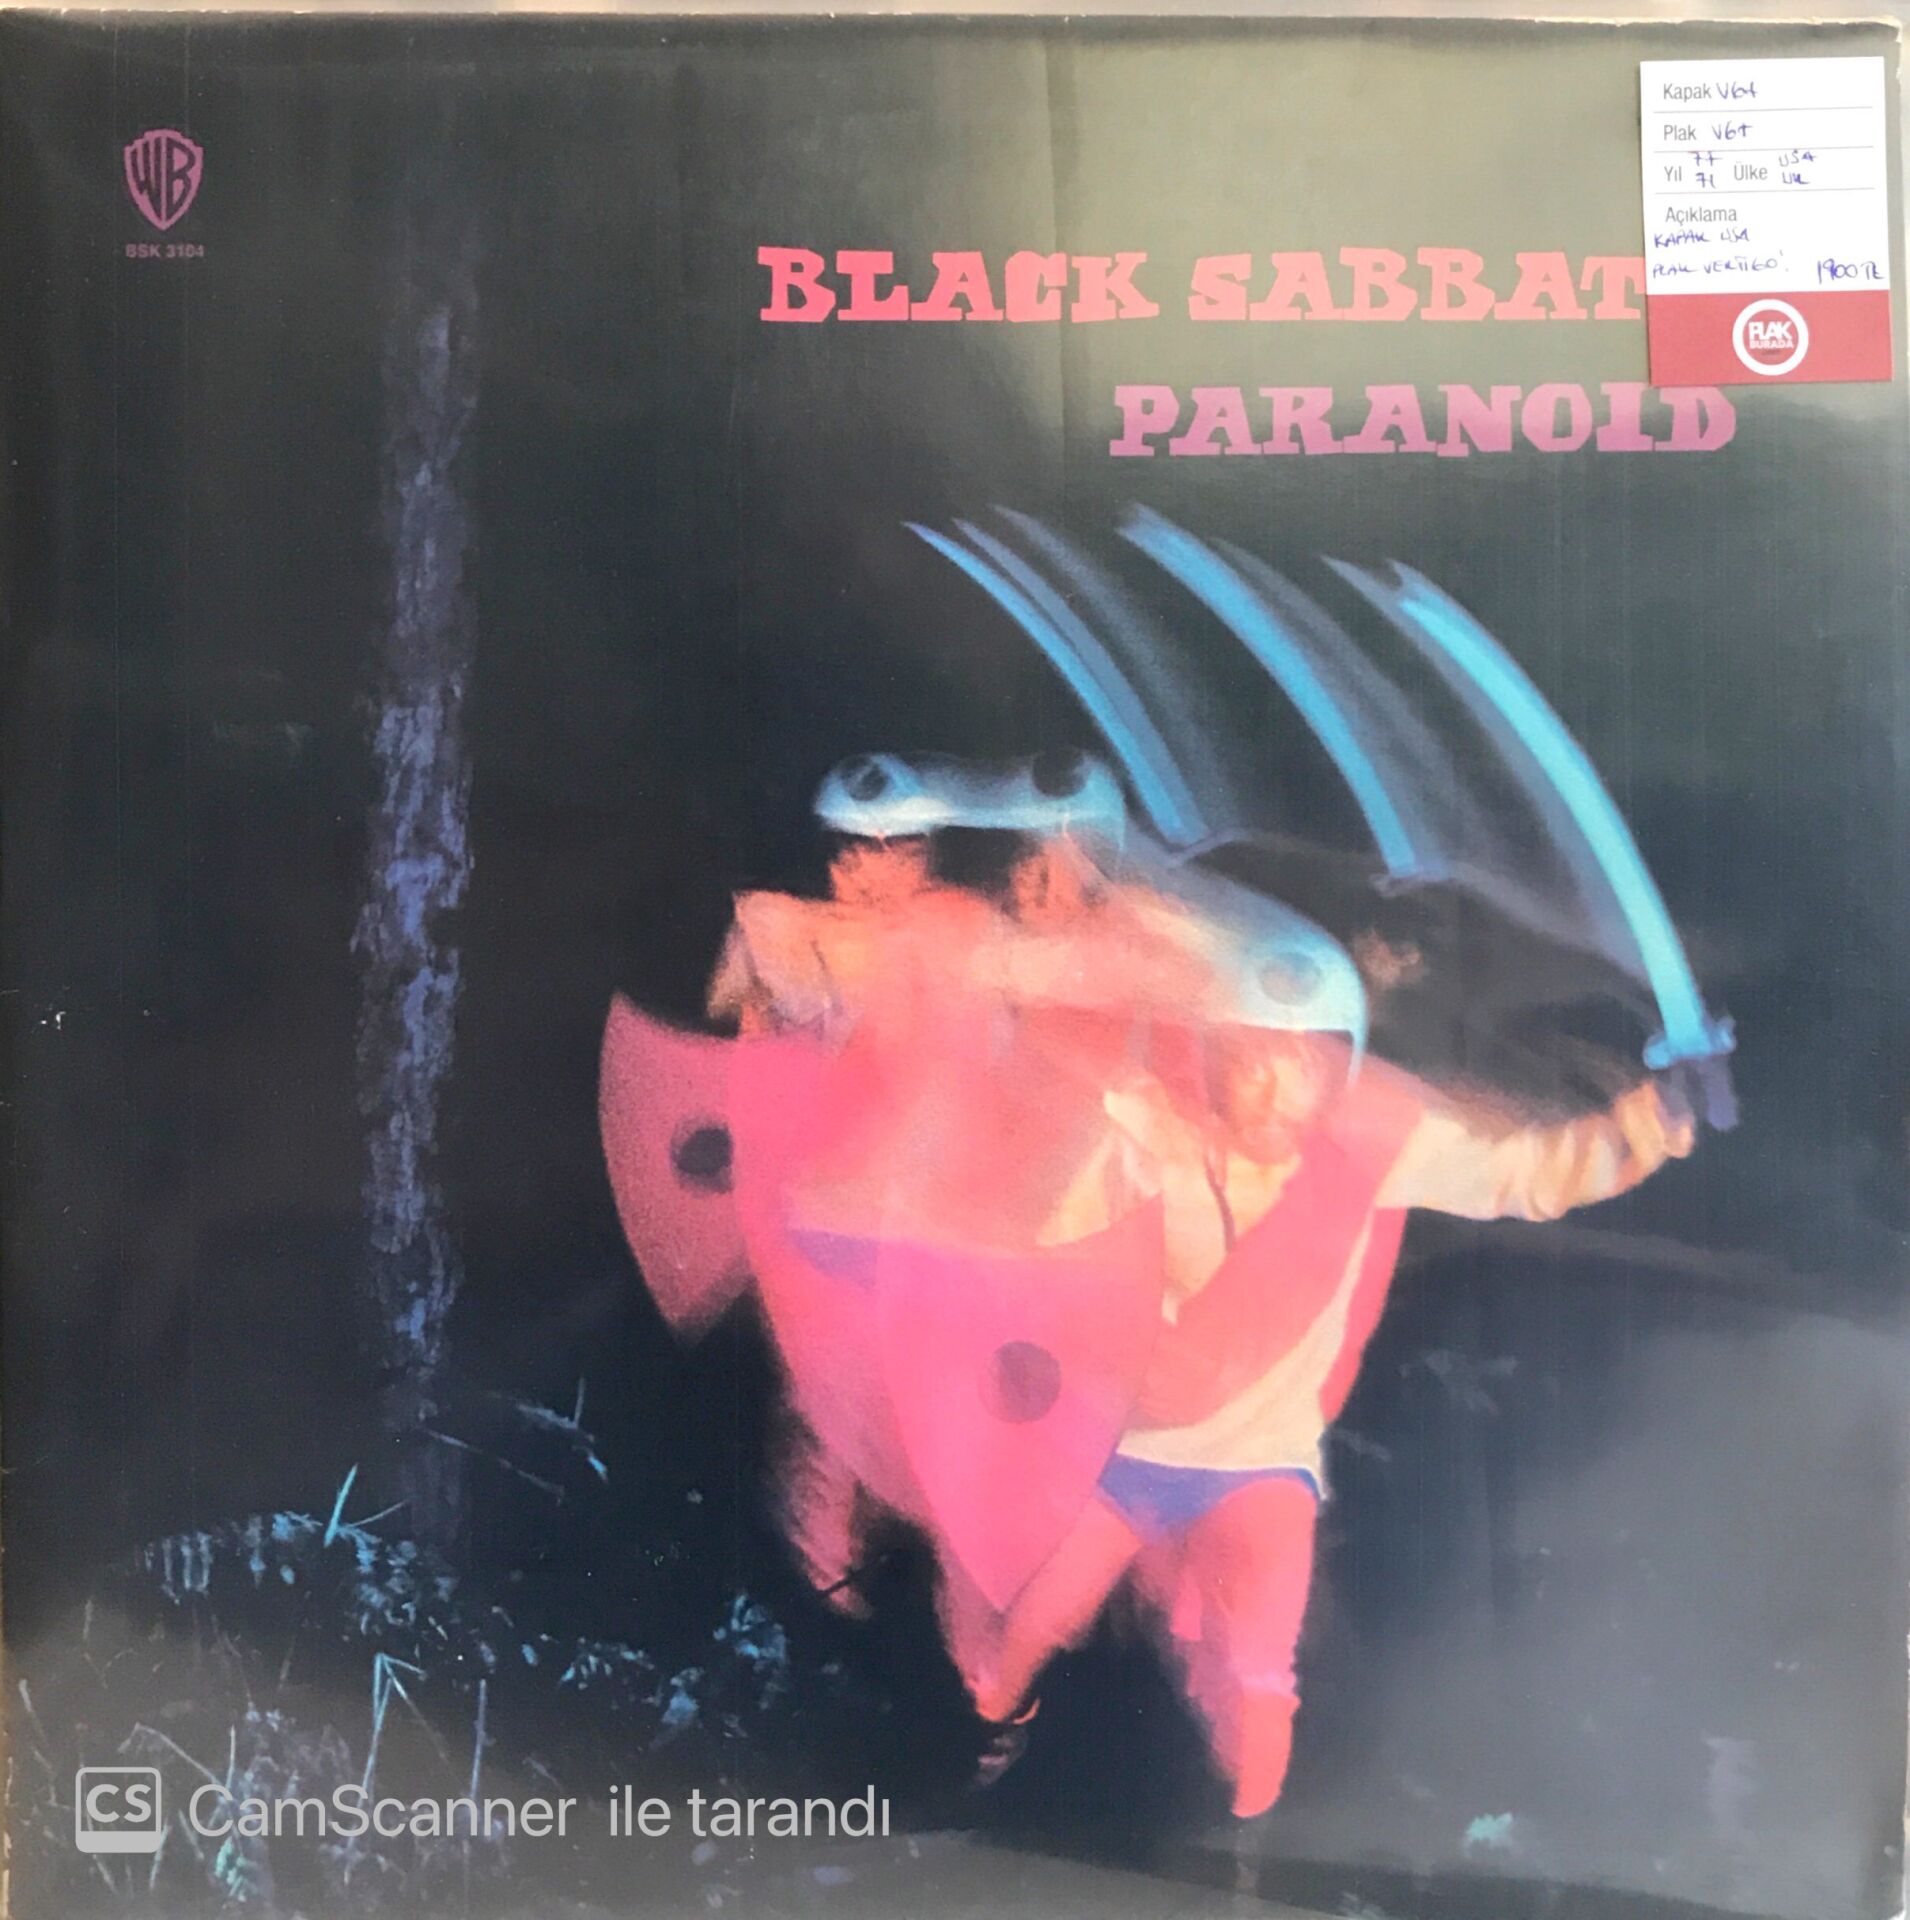 WB
BSK 3104
BLACK SABBAT
PARANOID
Kapak VG+
Plak VG+
Yıl 77 71 Ülke USA UK
Açıklama
KAPAK USA
PLAK VERTIGO! 1900 TL
PLAK
BURADA
CS CamScanner ile tarandı